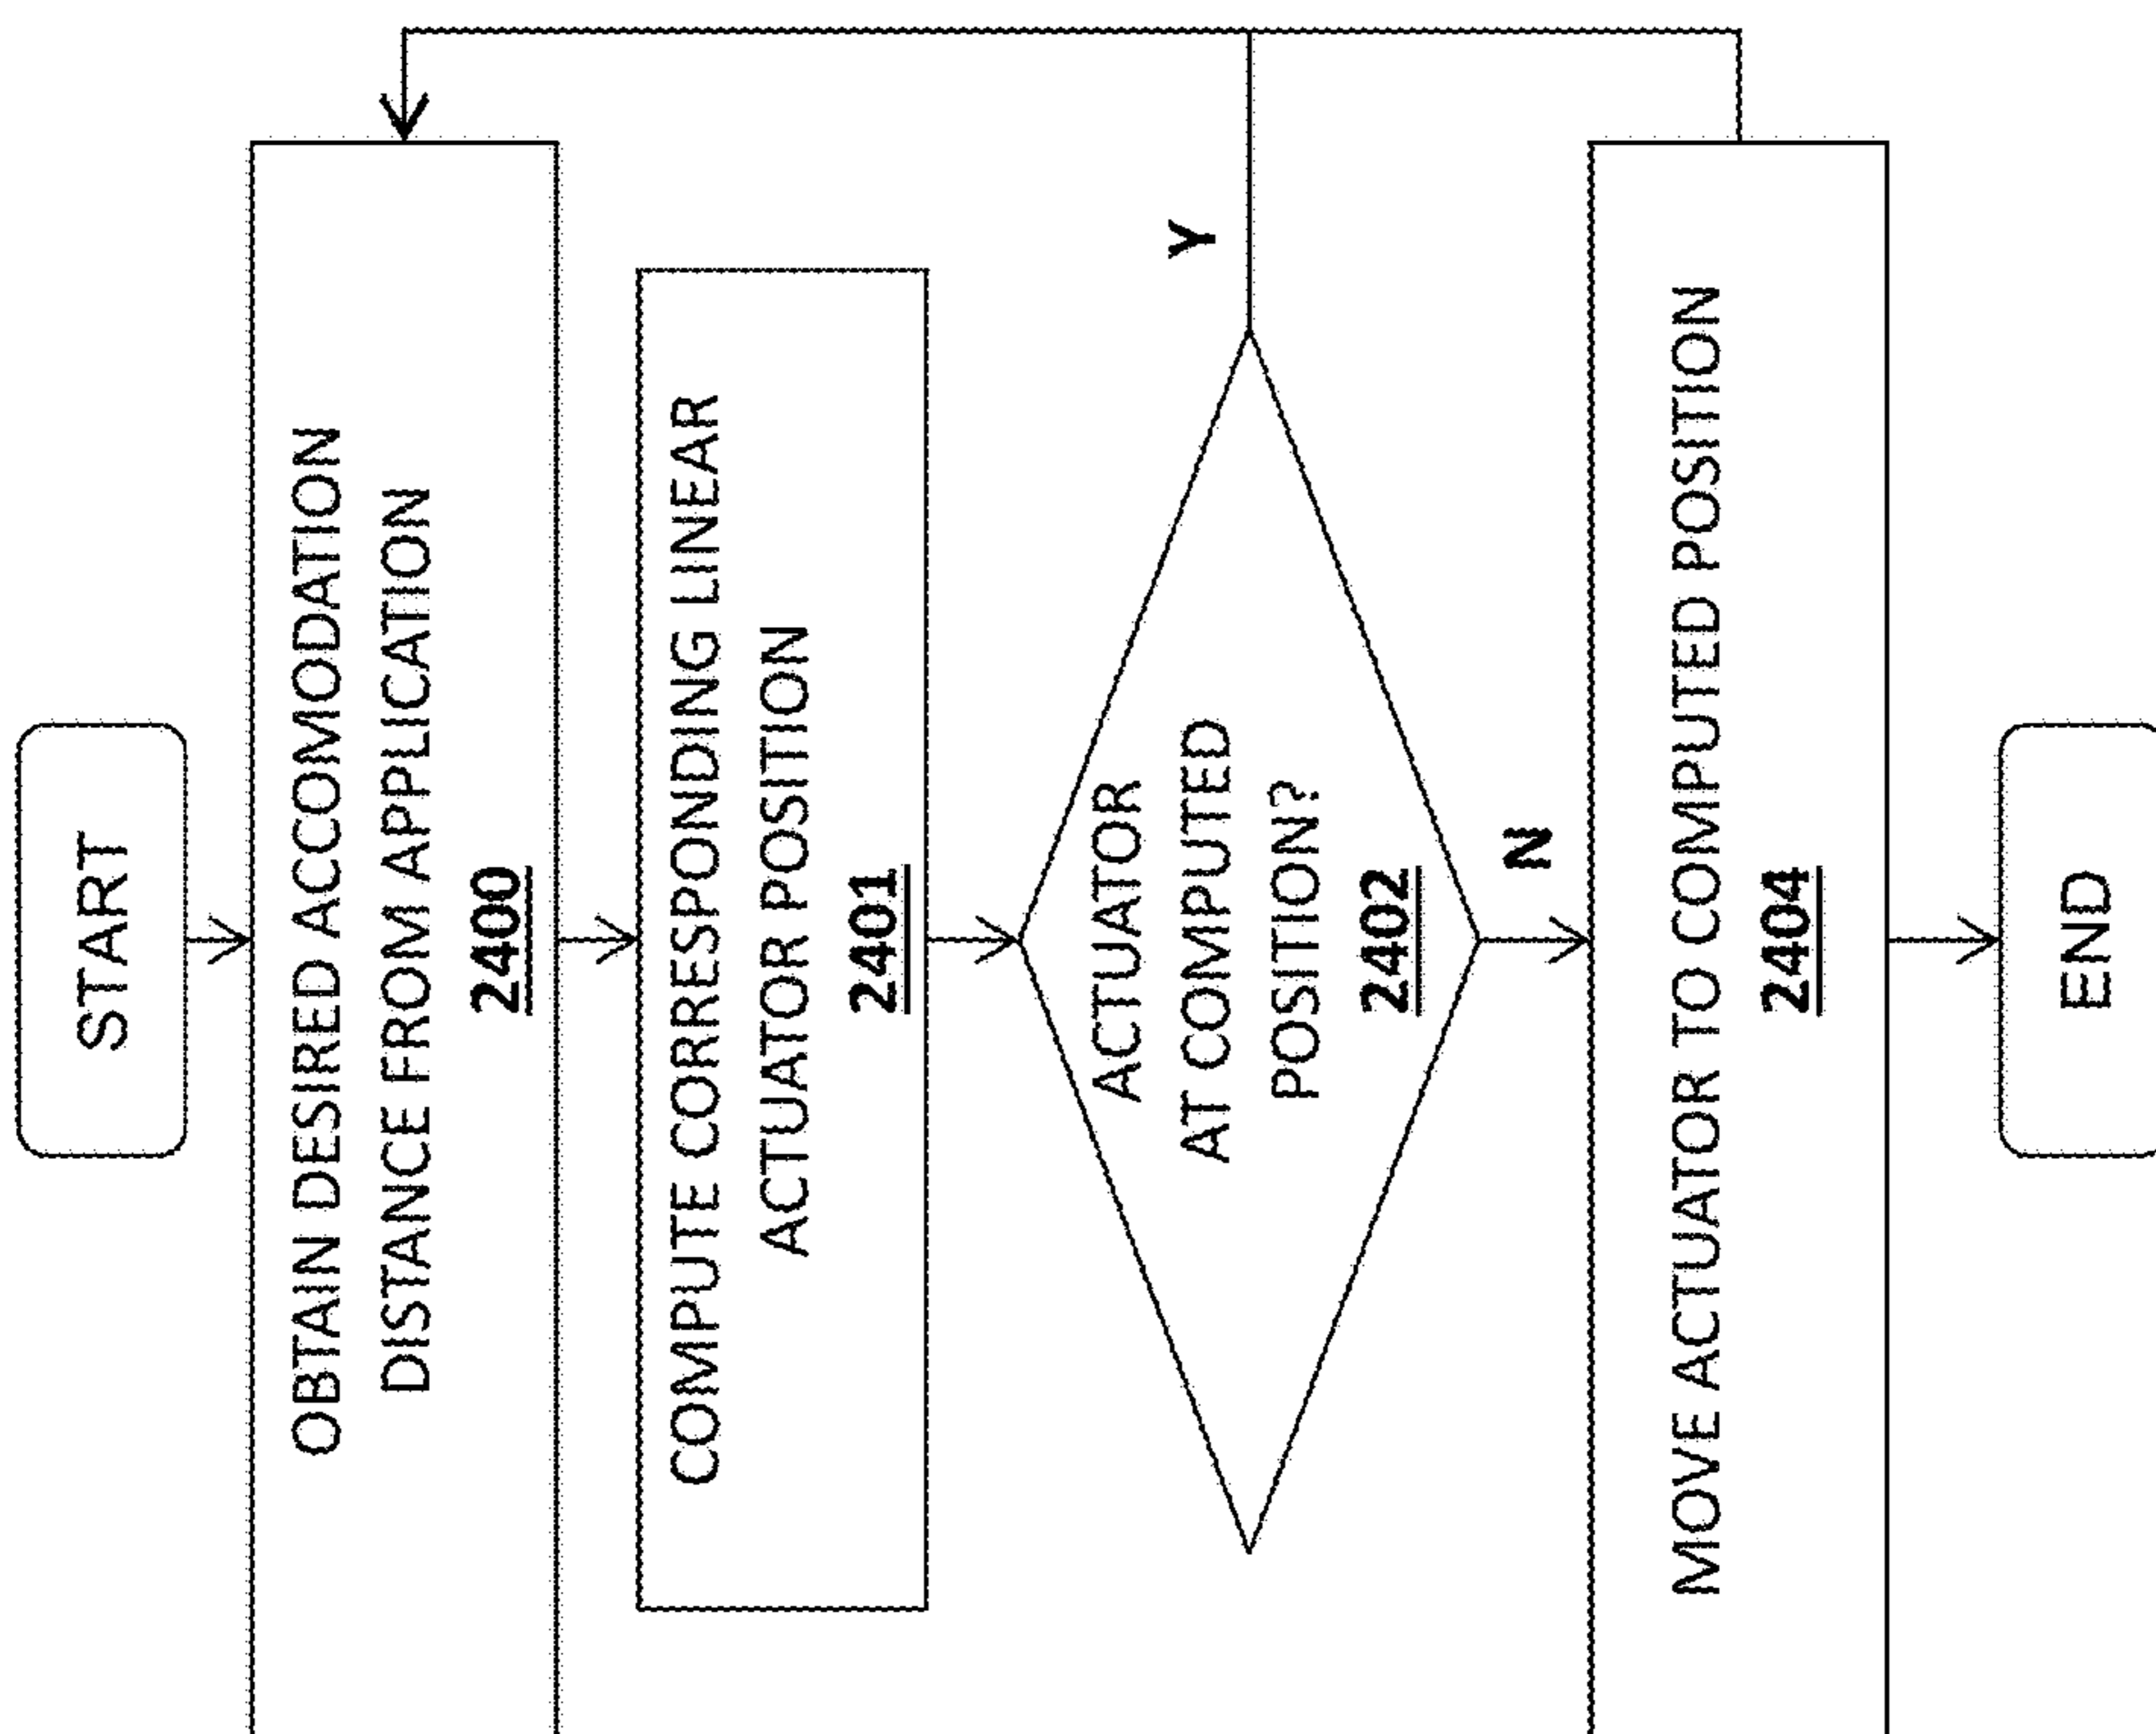 START
OBTAIN DESIRED ACCOMODATION
DISTANCE FROM APPLICATION
2400
COMPUTE CORRESPONDING LINEAR
ACTUATOR POSITION
2401
ACTUATOR
AT COMPUTED
POSITION?
2402
Y
N
MOVE ACTUATOR TO COMPUTED POSITION
2404
END